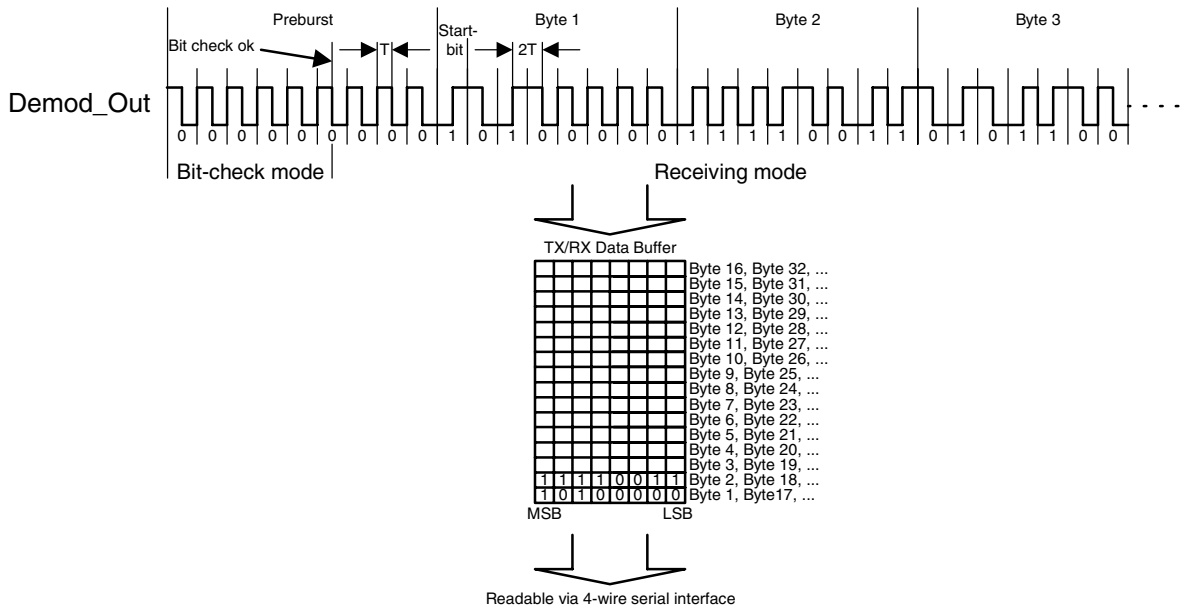 Preburst Byte 1 Byte 2 Byte 3
Start-
bit
Bit check ok T 2T
Demod_Out
0 0 0 0 0 0 0 0 0 1 0 1 0 0 0 0 0 1 1 1 1 0 0 1 1 0 1 0 1 1 0 0
Bit-check mode Receiving mode
TX/RX Data Buffer
Byte 16, Byte 32, ...
Byte 15, Byte 31, ...
Byte 14, Byte 30, ...
Byte 13, Byte 29, ...
Byte 12, Byte 28, ...
Byte 11, Byte 27, ...
Byte 10, Byte 26, ...
Byte 9, Byte 25, ...
Byte 8, Byte 24, ...
Byte 7, Byte 23, ...
Byte 6, Byte 22, ...
Byte 5, Byte 21, ...
Byte 4, Byte 20, ...
Byte 3, Byte 19, ...
1 1 1 1 0 0 1 1 Byte 2, Byte 18, ...
1 0 1 0 0 0 0 0 Byte 1, Byte17, ...
MSB LSB
Readable via 4-wire serial interface